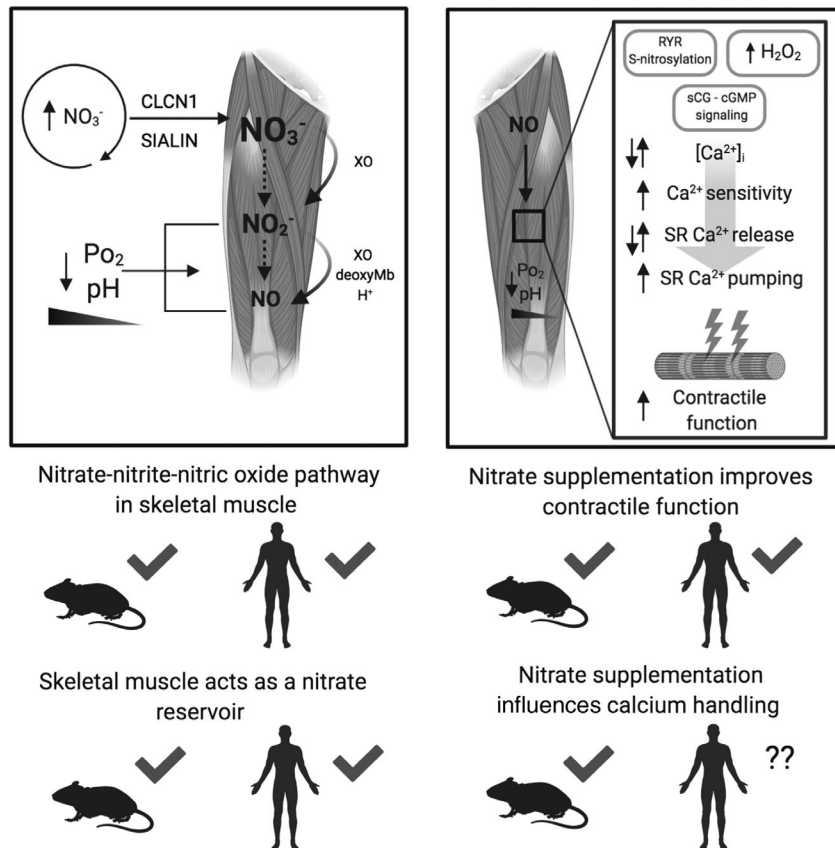 ↑ NO₃⁻
CLCN1
SIALIN
NO₃⁻
XO
NO₂⁻
XO
deoxyMb
H⁺
NO
↓ Po₂
pH
NO
↓ Po₂
pH
RYR
S-nitrosylation
↑ H₂O₂
sCG - cGMP
signaling
↓↑ [Ca²⁺]ᵢ
↑ Ca²⁺ sensitivity
↓↑ SR Ca²⁺ release
↑ SR Ca²⁺ pumping
↑ Contractile
function
Nitrate-nitrite-nitric oxide pathway
in skeletal muscle
Nitrate supplementation improves
contractile function
Skeletal muscle acts as a nitrate
reservoir
Nitrate supplementation
influences calcium handling
??